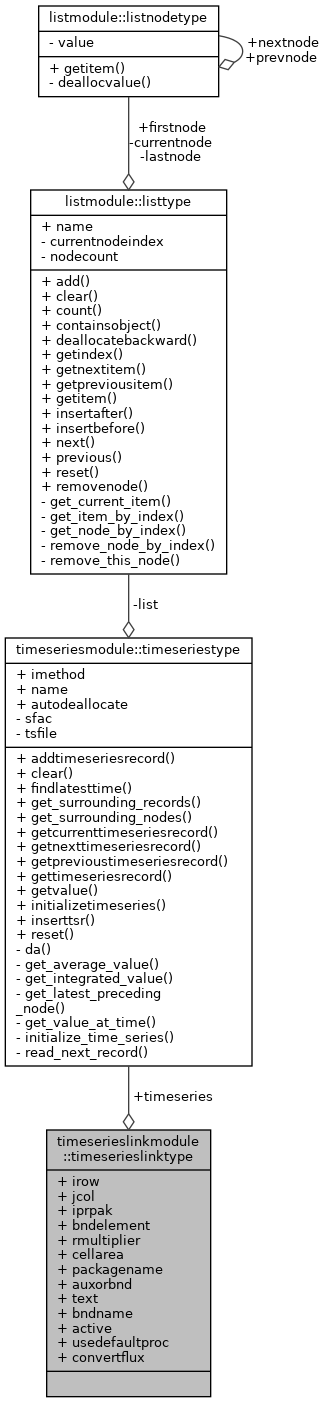 listmodule::listnodetype
- value
+ getitem()
- deallocvalue()
+nextnode
+prevnode
+firstnode
-currentnode
-lastnode
listmodule::listtype
+ name
- currentnodeindex
- nodecount
+ add()
+ clear()
+ count()
+ containsobject()
+ deallocatebackward()
+ getindex()
+ getnextitem()
+ getpreviousitem()
+ getitem()
+ insertafter()
+ insertbefore()
+ next()
+ previous()
+ reset()
+ removenode()
- get_current_item()
- get_item_by_index()
- get_node_by_index()
- remove_node_by_index()
- remove_this_node()
-list
timeseriesmodule::timeseriestype
+ imethod
+ name
+ autodeallocate
- sfac
- tsfile
+ addtimeseriesrecord()
+ clear()
+ findlatesttime()
+ get_surrounding_records()
+ get_surrounding_nodes()
+ getcurrenttimeseriesrecord()
+ getnexttimeseriesrecord()
+ getprevioustimeseriesrecord()
+ gettimeseriesrecord()
+ getvalue()
+ initializetimeseries()
+ inserttsr()
+ reset()
- da()
- get_average_value()
- get_integrated_value()
- get_latest_preceding
_node()
- get_value_at_time()
- initialize_time_series()
- read_next_record()
+timeseries
timeserieslinkmodule
::timeserieslinktype
+ irow
+ jcol
+ iprpak
+ bndelement
+ rmultiplier
+ cellarea
+ packagename
+ auxorbnd
+ text
+ bndname
+ active
+ usedefaultproc
+ convertflux